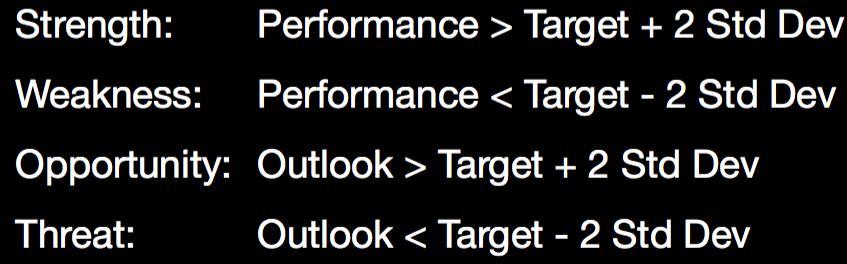 Strength: Performance > Target + 2 Std Dev
Weakness: Performance < Target - 2 Std Dev
Opportunity: Outlook > Target + 2 Std Dev
Threat: Outlook < Target - 2 Std Dev